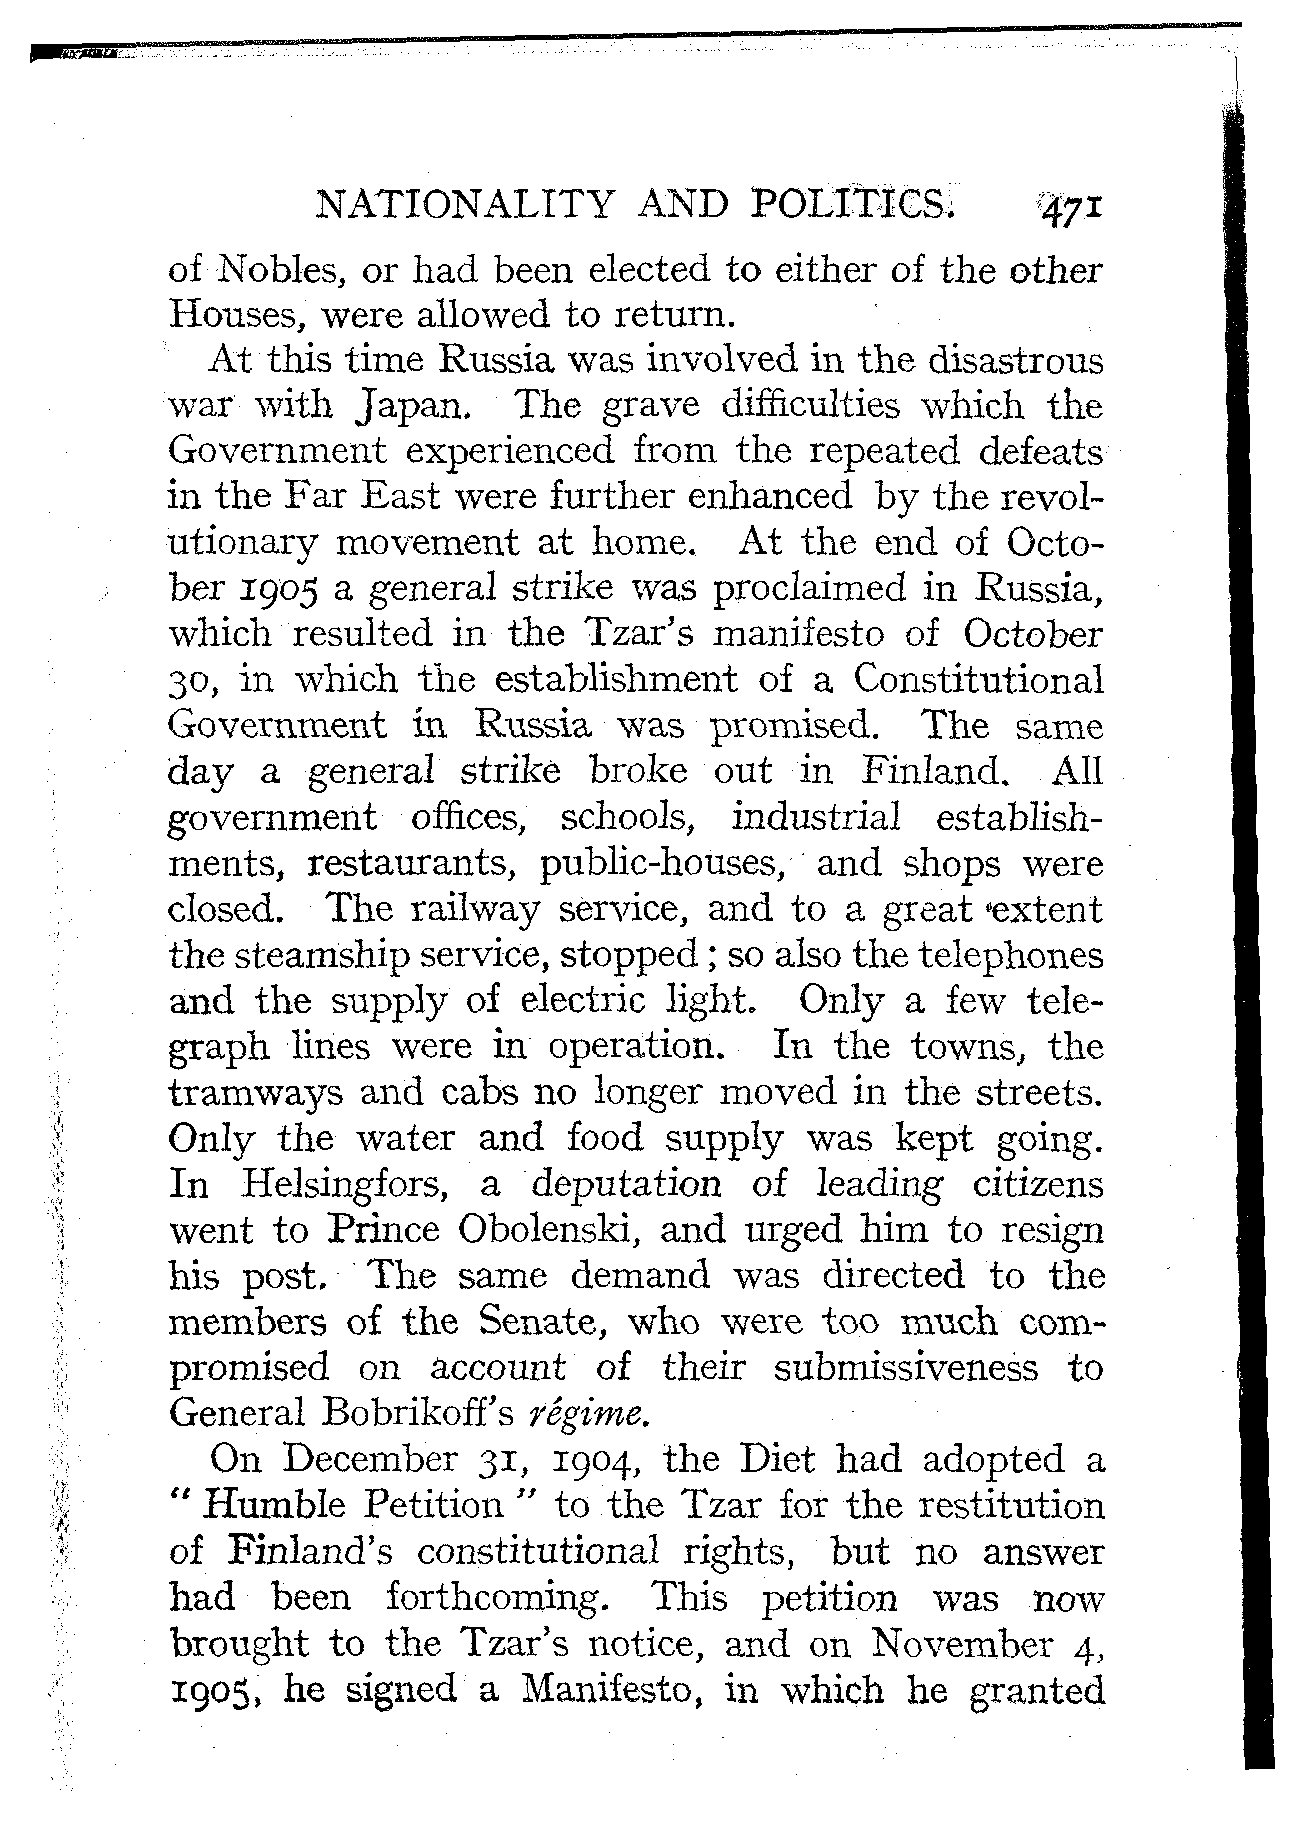 NATIONALITY AND POLITICS. 471
of Nobles, or had been elected to either of the other
Houses, were allowed to return.
At this time Russia was involved in the disastrous
war with Japan. The grave difficulties which the
Government experienced from the repeated defeats
in the Far East were further enhanced by the revol-
utionary movement at home. At the end of Octo-
ber 1905 a general strike was proclaimed in Russia,
which resulted in the Tzar's manifesto of October
30, in which the establishment of a Constitutional
Government in Russia was promised. The same
day a general strike broke out in Finland. All
government offices, schools, industrial establish-
ments, restaurants, public-houses, and shops were
closed. The railway service, and to a great extent
the steamship service, stopped ; so also the telephones
and the supply of electric light. Only a few tele-
graph lines were in operation. In the towns, the
tramways and cabs no longer moved in the streets.
Only the water and food supply was kept going.
In Helsingfors, a deputation of leading citizens
went to Prince Obolenski, and urged him to resign
his post. The same demand was directed to the
members of the Senate, who were too much com-
promised on account of their submissiveness to
General Bobrikoff's régime.
On December 31, 1904, the Diet had adopted a
" Humble Petition " to the Tzar for the restitution
of Finland's constitutional rights, but no answer
had been forthcoming. This petition was now
brought to the Tzar's notice, and on November 4,
1905, he signed a Manifesto, in which he granted